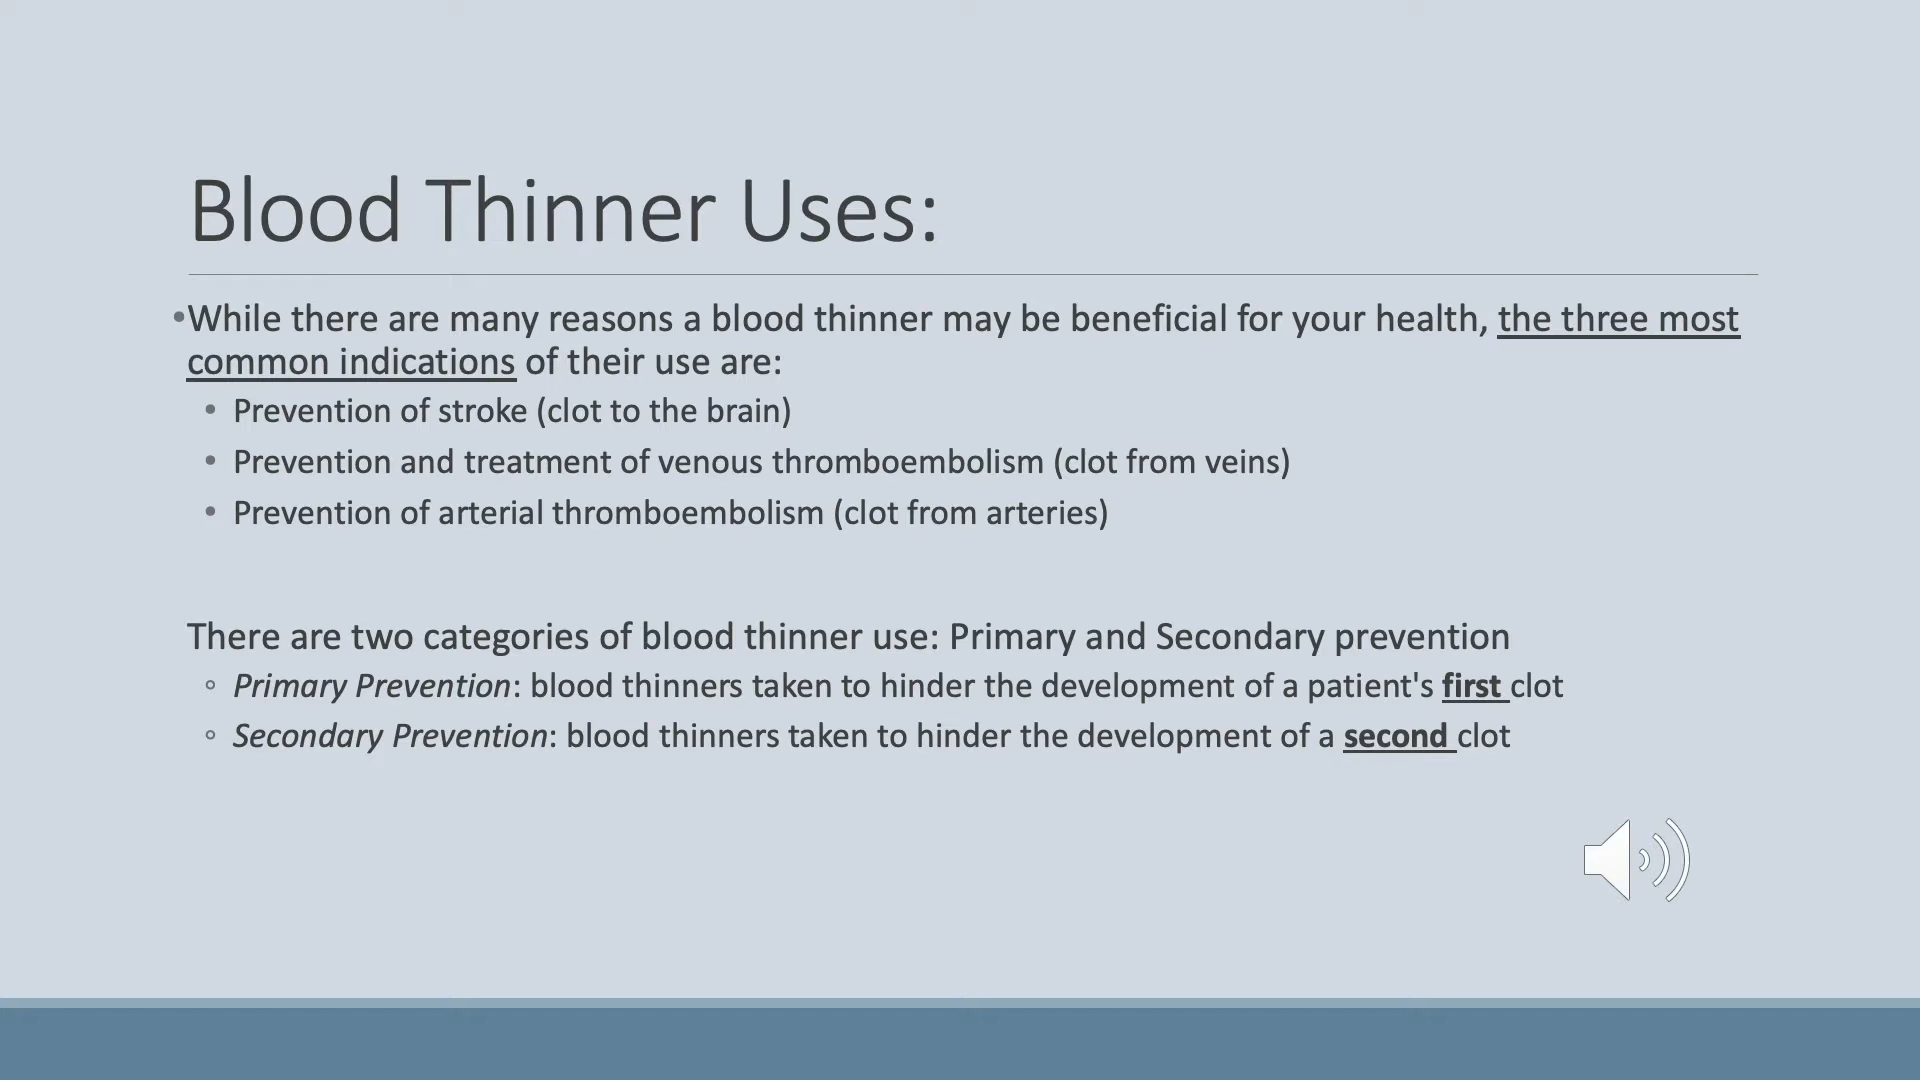 Blood Thinner Uses:
•While there are many reasons a blood thinner may be beneficial for your health, the three most
common indications of their use are:
• Prevention of stroke (clot to the brain)
• Prevention and treatment of venous thromboembolism (clot from veins)
• Prevention of arterial thromboembolism (clot from arteries)
There are two categories of blood thinner use: Primary and Secondary prevention
◦ Primary Prevention: blood thinners taken to hinder the development of a patient's first clot
◦ Secondary Prevention: blood thinners taken to hinder the development of a second clot